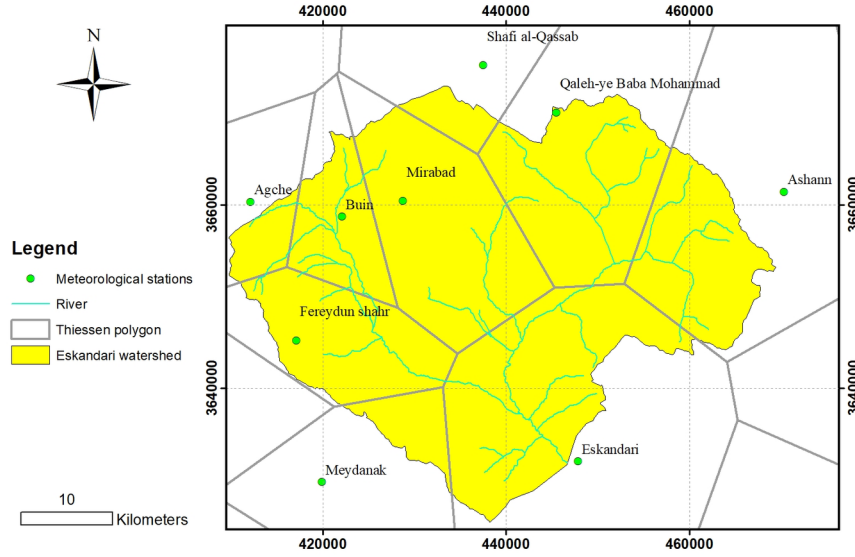 420000 440000 460000
N
Shafi al-Qassab
Qaleh-ye Baba Mohammad
Mirabad
Agche
Buin
Ashann
3660000
3660000
Legend
Meteorological stations
River
Thiessen polygon
Eskandari watershed
Fereydun shahr
3640000
3640000
Eskandari
Meydanak
10
Kilometers
420000 440000 460000